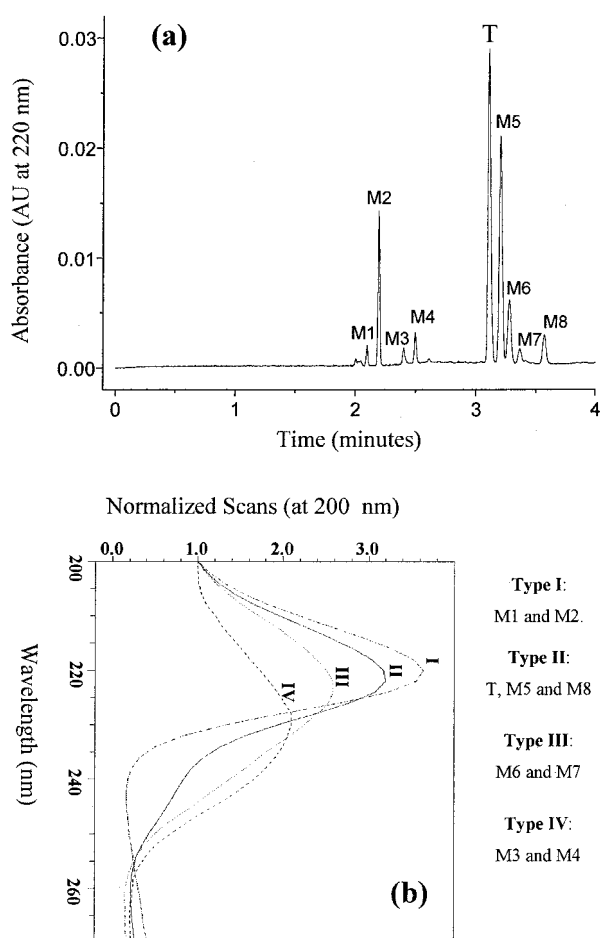 (a)
T
M5
M2
M6
M4
M8
M1
M3
M7
0.03
0.02
0.01
0.00
Absorbance (AU at 220 nm)
0
1
2
3
4
Time (minutes)
Normalized Scans (at 200 nm)
0.0
1.0
2.0
3.0
200
220
240
260
Wavelength (nm)
I
II
III
IV
(b)
Type I:
M1 and M2.
Type II:
T, M5 and M8
Type III:
M6 and M7
Type IV:
M3 and M4